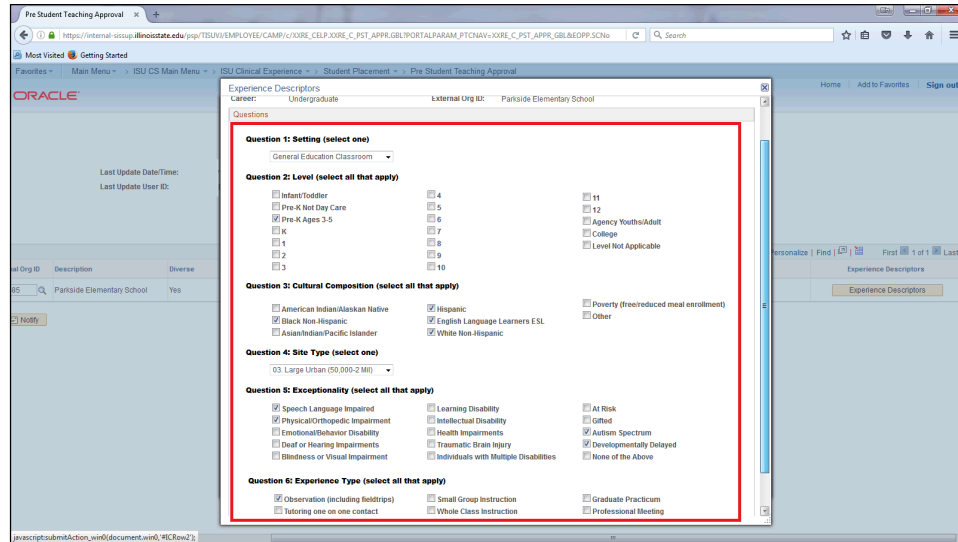 Pre Student Teaching Approval × +
https://internal-sissup.illinoisstate.edu/psp/TISUVJ/EMPLOYEE/CAMP/c/XXRE_CELP.XXRE_C_PST_APPR.GBL?PORTALPARAM_PTCNAV=XXRE_C_PST_APPR_GBL&EOPP.SCNo
Search
Most Visited Getting Started
Favorites Main Menu > ISU CS Main Menu > ISU Clinical Experience > Student Placement > Pre Student Teaching Approval
ORACLE
Home Add to Favorites Sign out
Experience Descriptors
Career: Undergraduate External Org ID: Parkside Elementary School
Questions
Question 1: Setting (select one)
General Education Classroom
Last Update Date/Time:
Last Update User ID:
Question 2: Level (select all that apply)
Infant/Toddler 4 11
Pre-K Not Day Care 5 12
Pre-K Ages 3-5 6 Agency Youths/Adult
K 7 College
1 8 Level Not Applicable
2 9
3 10
Personalize | Find | First 1 of 1 Last
al Org ID Description Diverse Experience Descriptors
85 Parkside Elementary School Yes Experience Descriptors
Notify
Question 3: Cultural Composition (select all that apply)
American Indian/Alaskan Native Hispanic Poverty (free/reduced meal enrollment)
Black Non-Hispanic English Language Learners ESL Other
Asian/Indian/Pacific Islander White Non-Hispanic
Question 4: Site Type (select one)
03. Large Urban (50,000-2 Mil)
Question 5: Exceptionality (select all that apply)
Speech Language Impaired Learning Disability At Risk
Physical/Orthopedic Impairment Intellectual Disability Gifted
Emotional/Behavior Disability Health Impairments Autism Spectrum
Deaf or Hearing Impairments Traumatic Brain Injury Developmentally Delayed
Blindness or Visual Impairment Individuals with Multiple Disabilities None of the Above
Question 6: Experience Type (select all that apply)
Observation (including fieldtrips) Small Group Instruction Graduate Practicum
Tutoring one on one contact Whole Class Instruction Professional Meeting
javascript:submitAction_win0(document.win0,'#ICRow2');